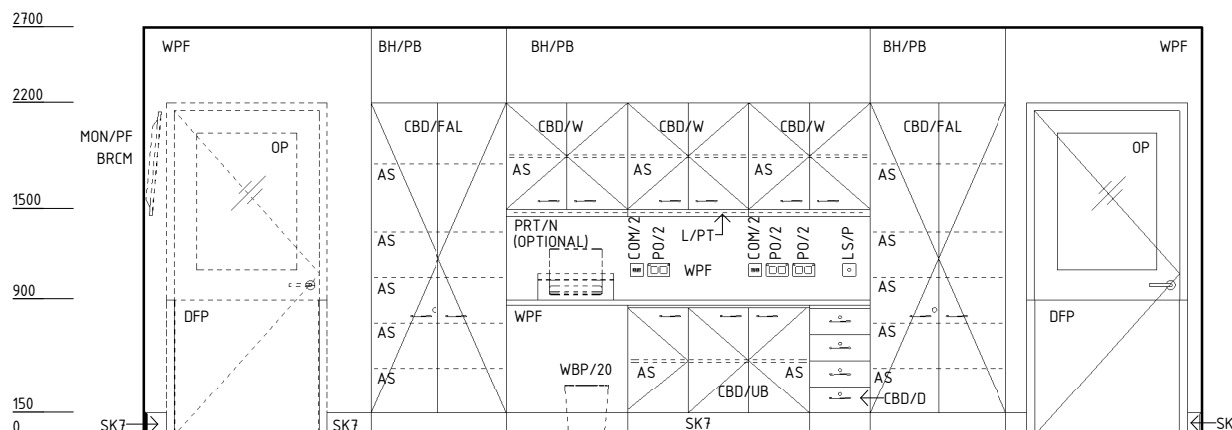 2700
WPF
BH/PB
BH/PB
BH/PB
WPF
2200
MON/PF
BRCM
OP
CBD/FAL
CBD/W
CBD/W
CBD/W
CBD/FAL
OP
AS
AS
AS
AS
AS
1500
PRT/N
(OPTIONAL)
COM/2
PO/2
L/PT
WPF
COM/2
PO/2
PO/2
LS/P
AS
AS
AS
AS
900
DFP
WPF
DFP
AS
AS
WBP/20
AS
AS
AS
AS
CBD/UB
CBD/D
150
0
SK7
SK7
SK7
SK